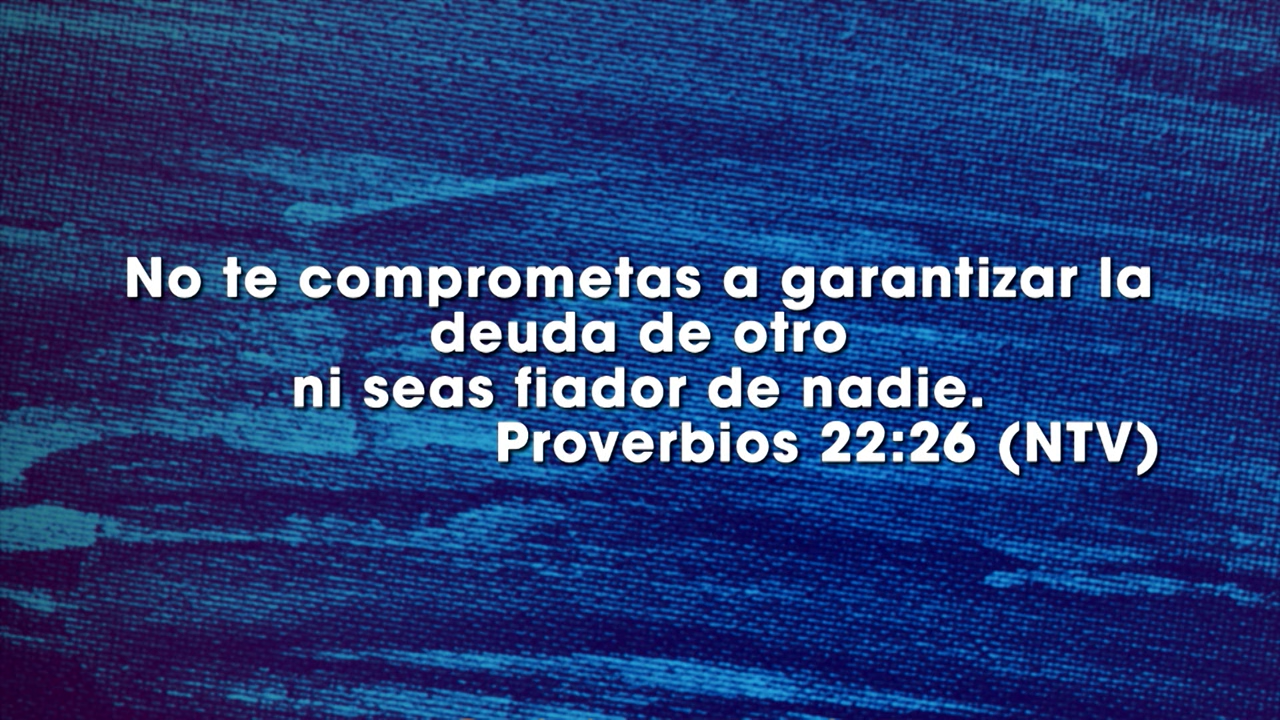 No te comprometas a garantizar la
deuda de otro
ni seas fiador de nadie.
Proverbios 22:26 (NTV)